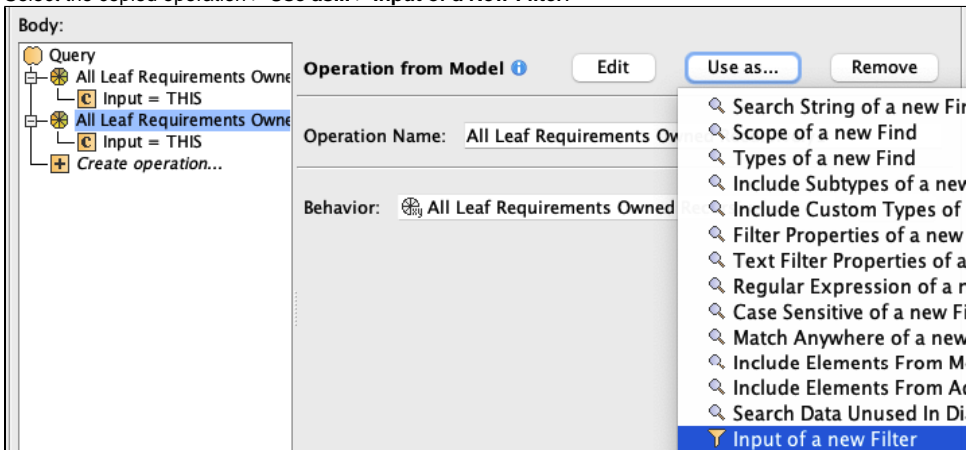 Body:
Query
All Leaf Requirements Owne
Input = THIS
All Leaf Requirements Owne
Input = THIS
Create operation...
Operation from Model
Edit
Use as...
Remove
Operation Name: All Leaf Requirements Ow
Behavior: All Leaf Requirements Owned
Search String of a new Fin
Scope of a new Find
Types of a new Find
Include Subtypes of a new
Include Custom Types of
Filter Properties of a new
Text Filter Properties of a
Regular Expression of a n
Case Sensitive of a new Fi
Match Anywhere of a new
Include Elements From M
Include Elements From Ad
Search Data Unused In Di
Input of a new Filter